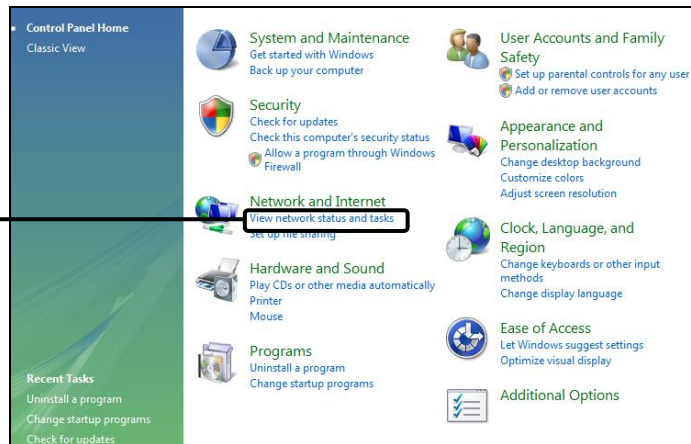 Control Panel Home
Classic View
Recent Tasks
Uninstall a program
Change startup programs
Check for updates
System and Maintenance
Get started with Windows
Back up your computer
Security
Check for updates
Check this computer's security status
Allow a program through Windows
Firewall
Network and Internet
View network status and tasks
Set up file sharing
Hardware and Sound
Play CDs or other media automatically
Printer
Mouse
Programs
Uninstall a program
Change startup programs
User Accounts and Family
Safety
Set up parental controls for any user
Add or remove user accounts
Appearance and
Personalization
Change desktop background
Customize colors
Adjust screen resolution
Clock, Language, and
Region
Change keyboards or other input
methods
Change display language
Ease of Access
Let Windows suggest settings
Optimize visual display
Additional Options